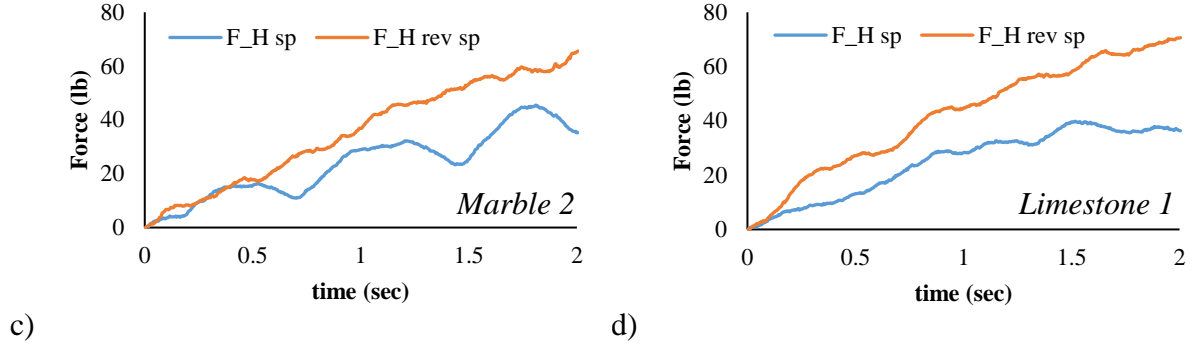 80
60
40
20
0
Force (lb)
F_H sp
F_H rev sp
Marble 2
0
0.5
1
1.5
2
time (sec)
c)
80
60
40
20
0
Force (lb)
F_H sp
F_H rev sp
Limestone 1
0
0.5
1
1.5
2
time (sec)
d)